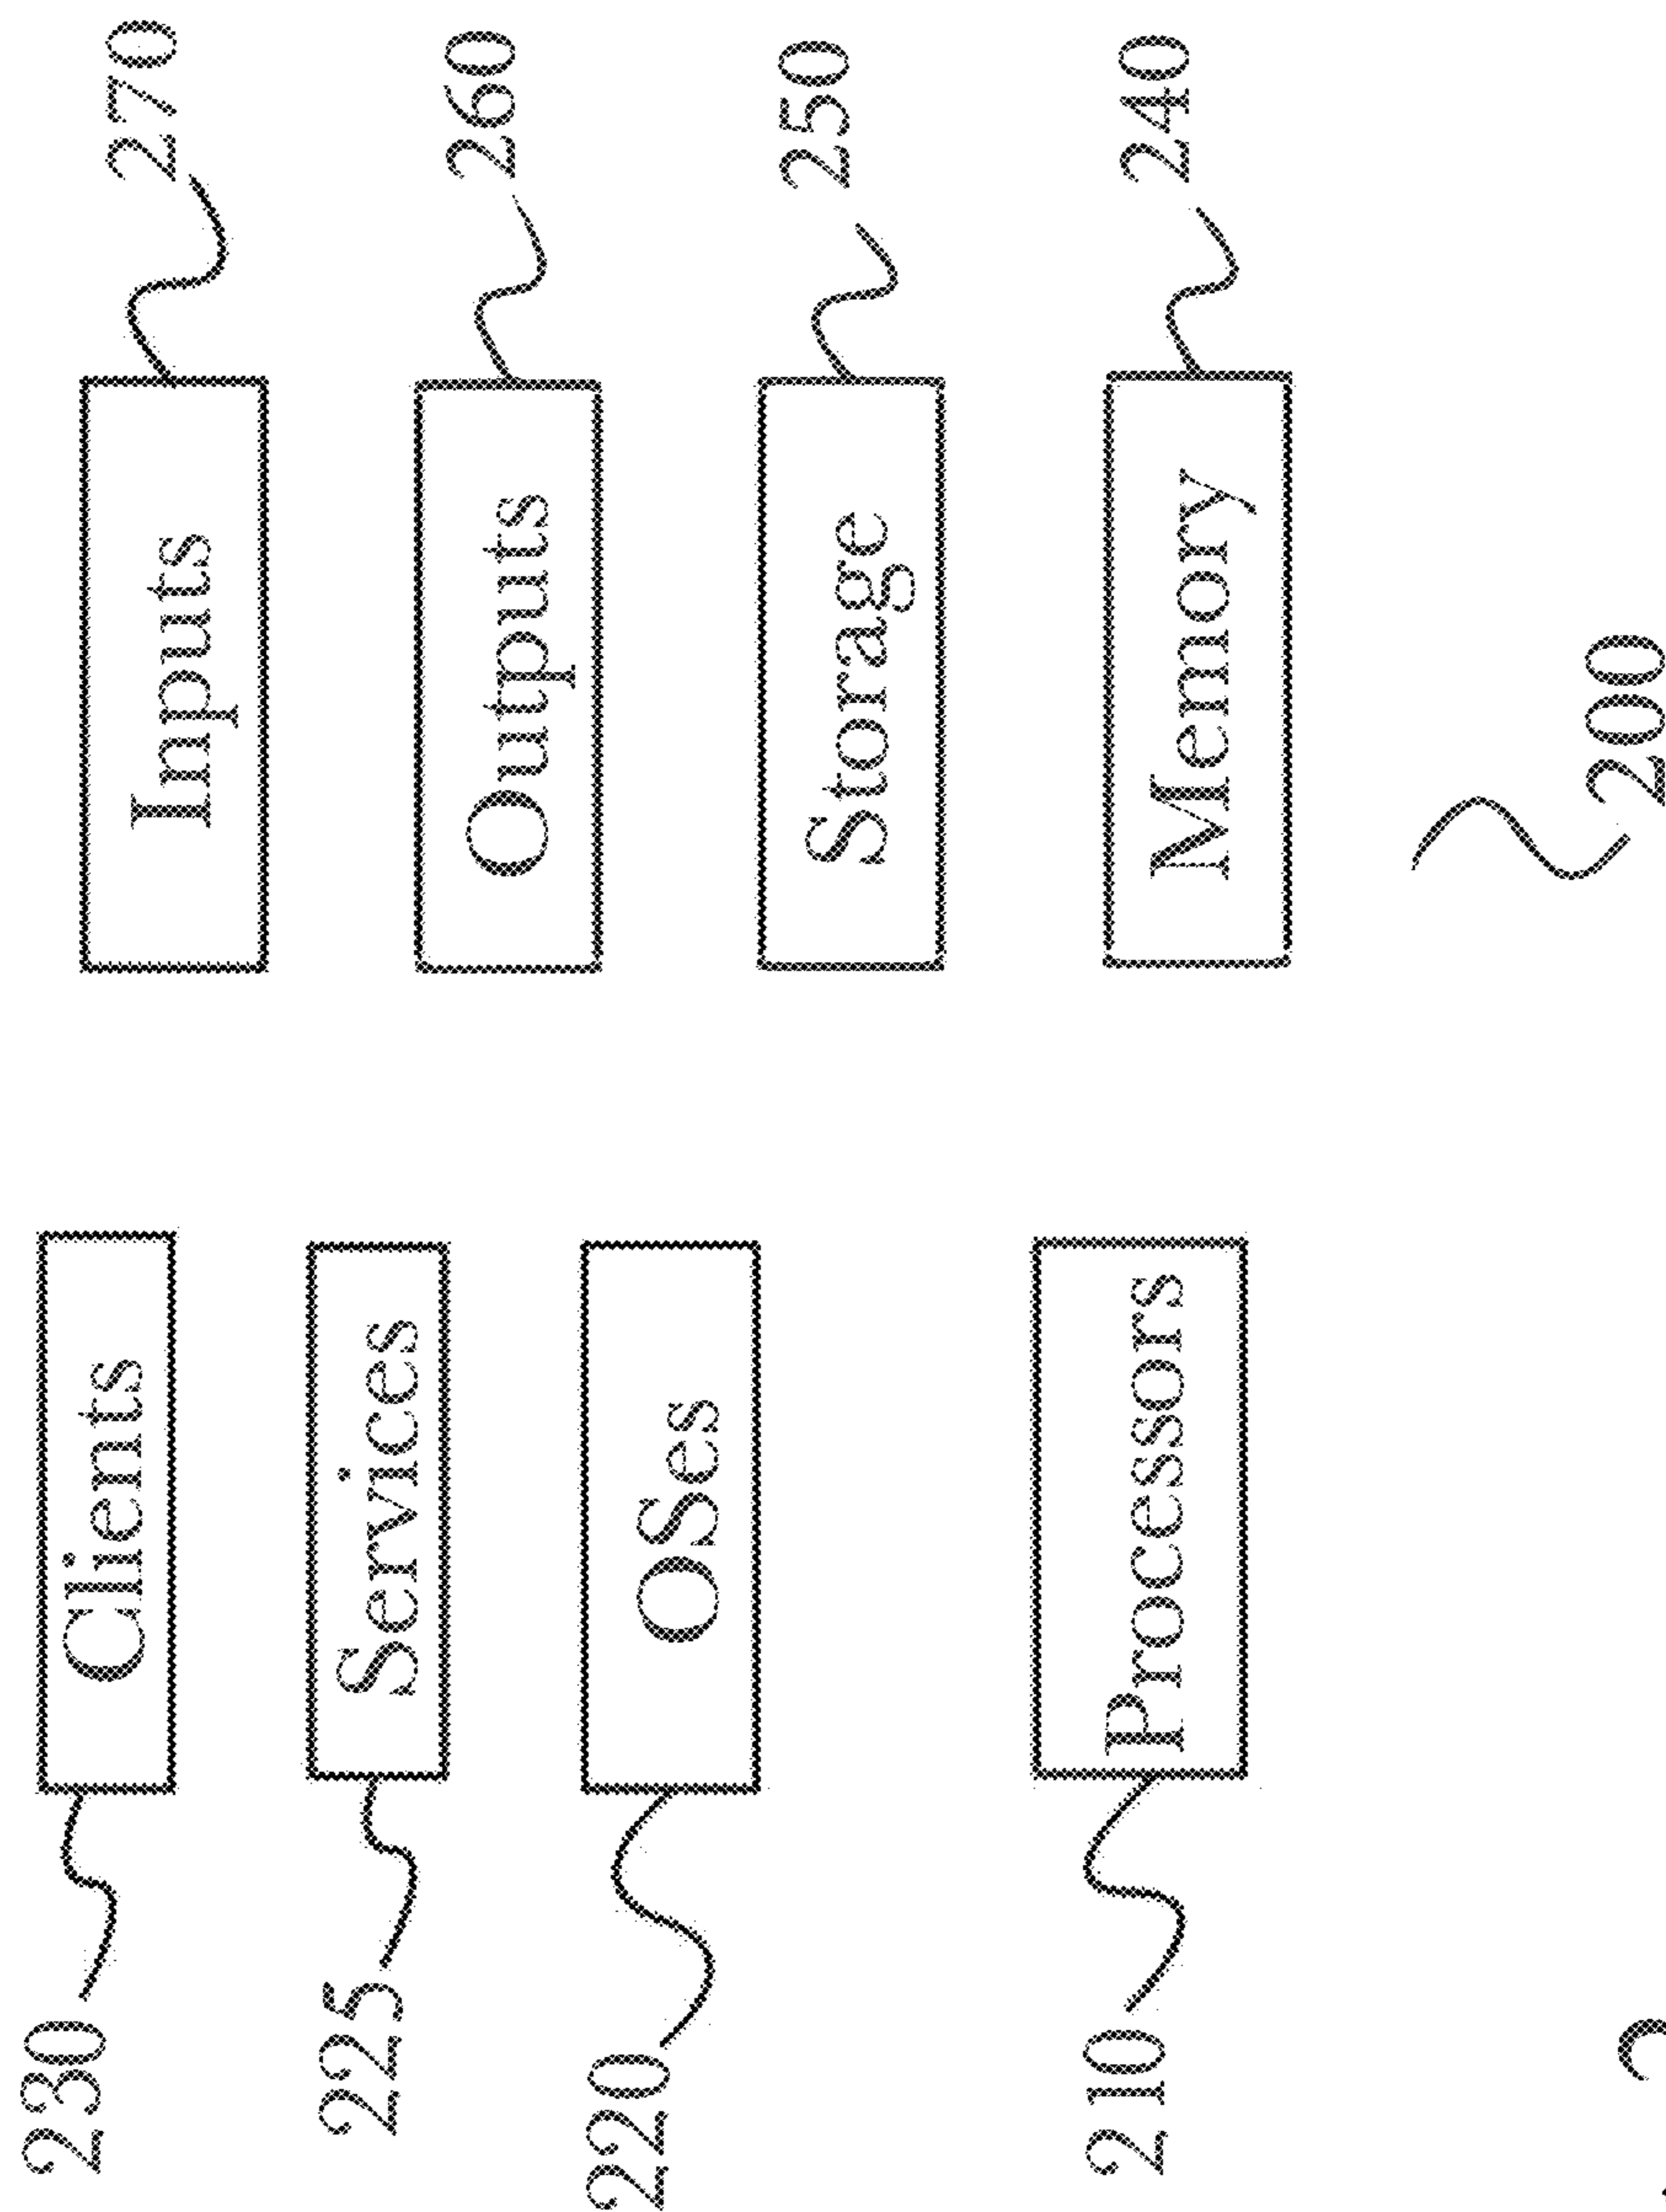 230 Clients Inputs 270
225 Services Outputs 260
220 OSes Storage 250
210 Processors Memory 240
200